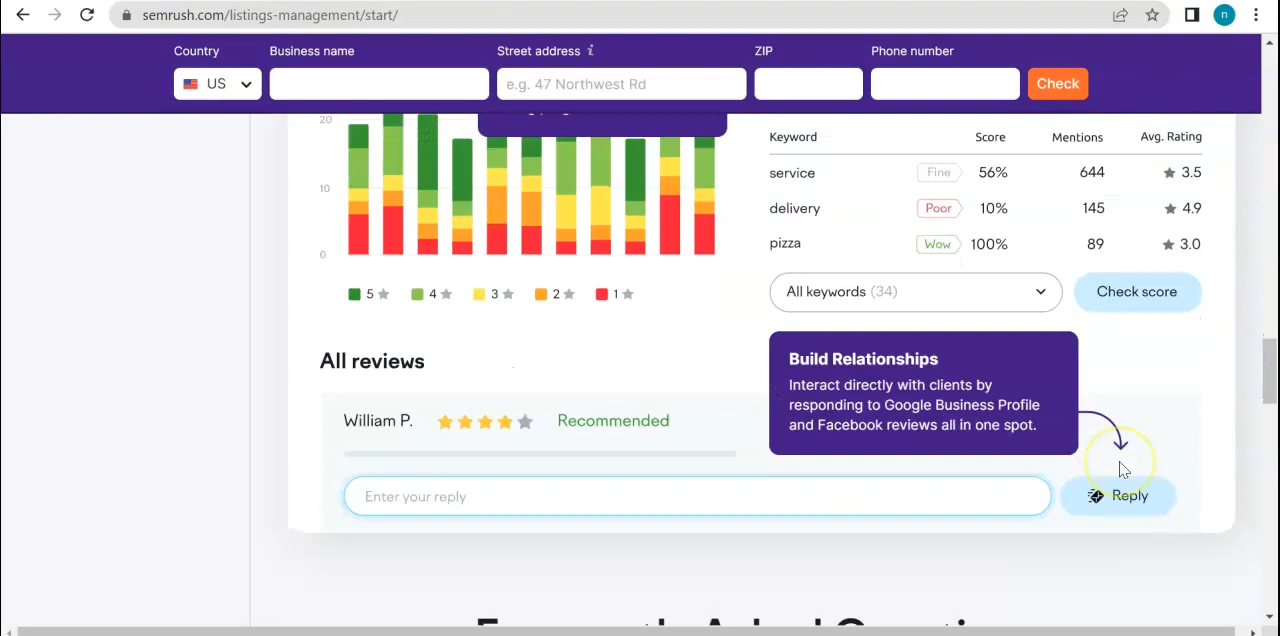 semrush.com/listings-management/start/
n
Country
Business name
Street address i
ZIP
Phone number
US
e.g. 47 Northwest Rd
Check
20
10
0
5 4 3 2 1
Keyword Score Mentions Avg. Rating
service Fine 56% 644 3.5
delivery Poor 10% 145 4.9
pizza Wow 100% 89 3.0
All keywords (34)
Check score
All reviews
Build Relationships
Interact directly with clients by
responding to Google Business Profile
and Facebook reviews all in one spot.
William P. Recommended
Enter your reply
Reply